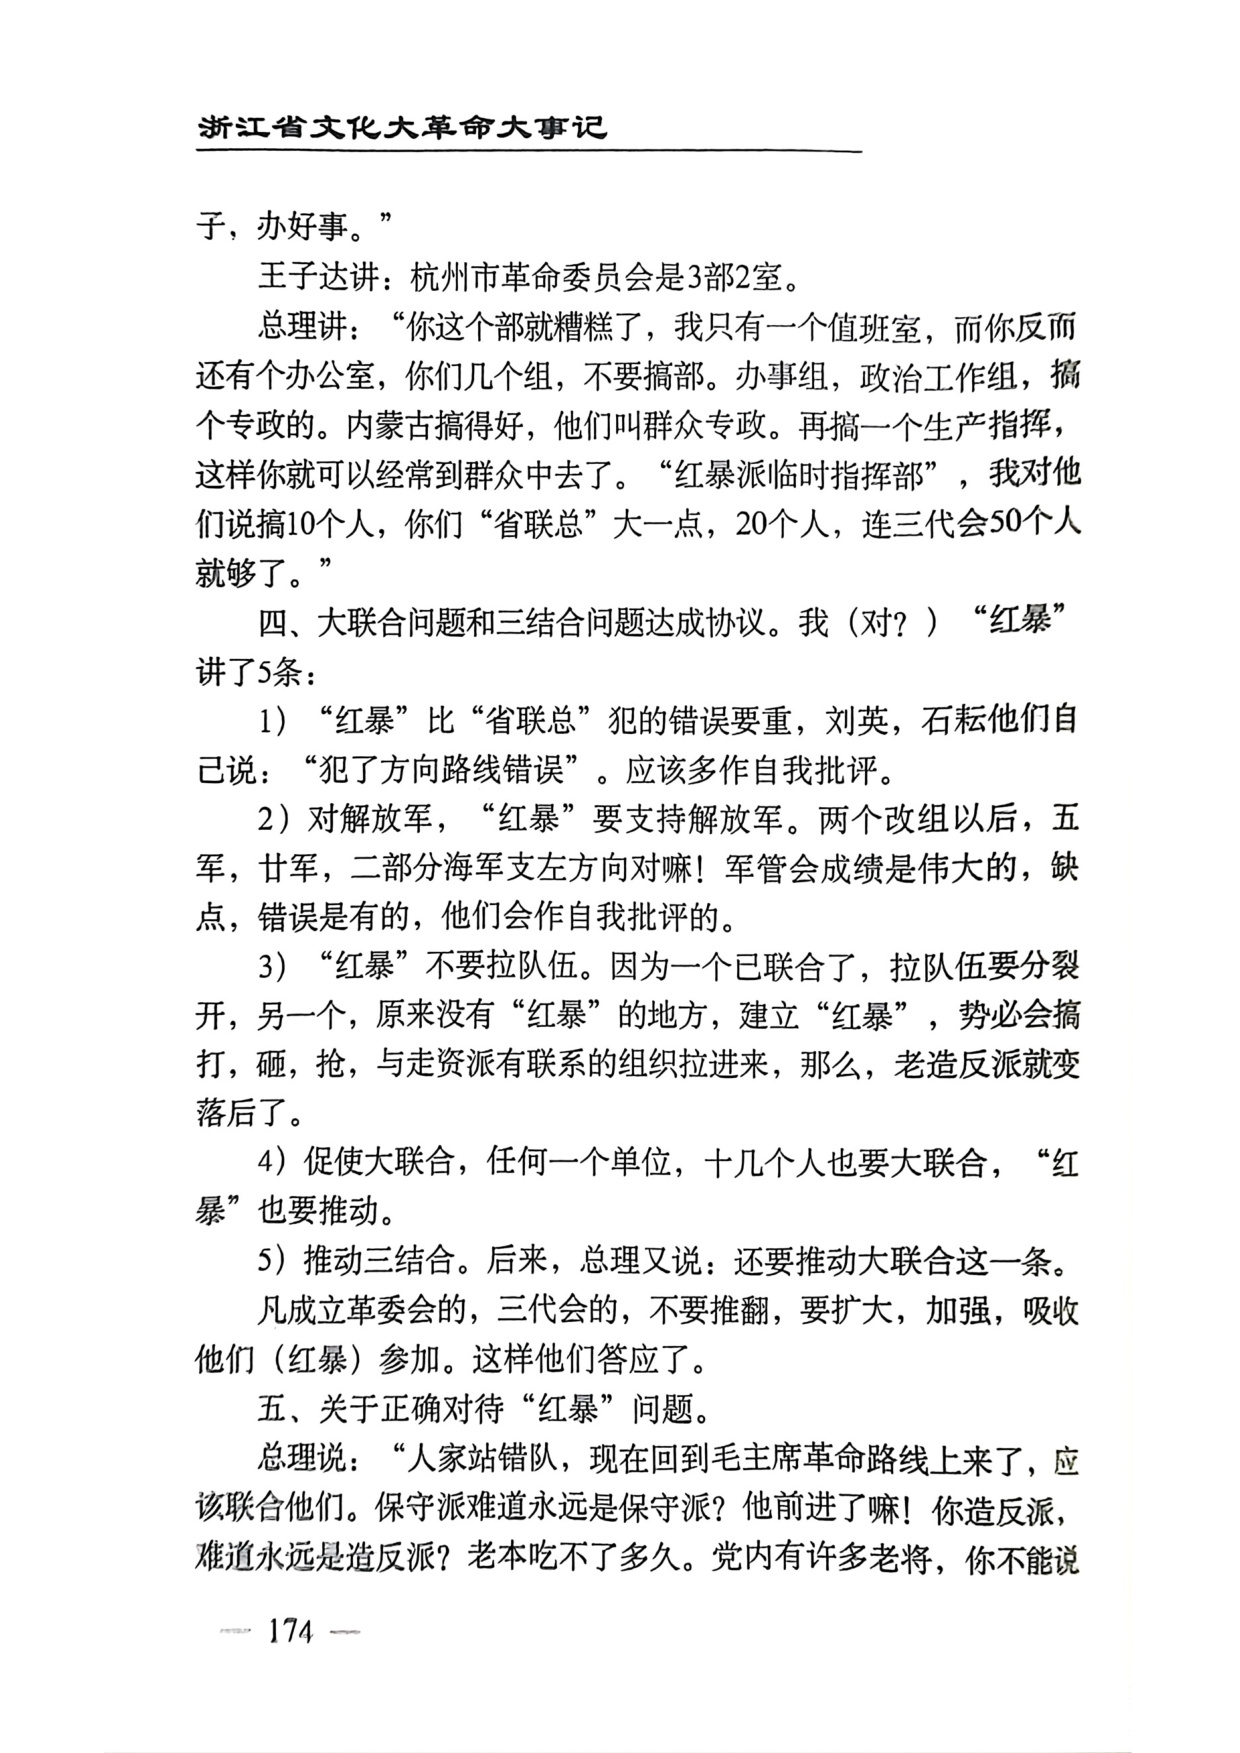 浙江省文化大革命大事记
子，办好事。”
王子达讲：杭州市革命委员会是3部2室。
总理讲：“你这个部就糟糕了，我只有一个值班室，而你反而
还有个办公室，你们几个组，不要搞部。办事组，政治工作组，搞
个专政的。内蒙古搞得好，他们叫群众专政。再搞一个生产指挥，
这样你就可以经常到群众中去了。“红暴派临时指挥部”，我对他
们说搞10个人，你们“省联总”大一点，20个人，连三代会50个人
就够了。”
四、大联合问题和三结合问题达成协议。我（对？）“红暴”
讲了5条：
1）“红暴”比“省联总”犯的错误要重，刘英，石耘他们自
己说：“犯了方向路线错误”。应该多作自我批评。
2）对解放军，“红暴”要支持解放军。两个改组以后，五
军，廿军，二部分海军支左方向对嘛！军管会成绩是伟大的，缺
点，错误是有的，他们会作自我批评的。
3）“红暴”不要拉队伍。因为一个已联合了，拉队伍要分裂
开，另一个，原来没有“红暴”的地方，建立“红暴”，势必会搞
打，砸，抢，与走资派有联系的组织拉进来，那么，老造反派就变
落后了。
4）促使大联合，任何一个单位，十几个人也要大联合，“红
暴”也要推动。
5）推动三结合。后来，总理又说：还要推动大联合这一条。
凡成立革委会的，三代会的，不要推翻，要扩大，加强，吸收
他们（红暴）参加。这样他们答应了。
五、关于正确对待“红暴”问题。
总理说：“人家站错队，现在回到毛主席革命路线上来了，应
该联合他们。保守派难道永远是保守派？他前进了嘛！你造反派，
难道永远是造反派？老本吃不了多久。党内有许多老将，你不能说
— 174 —